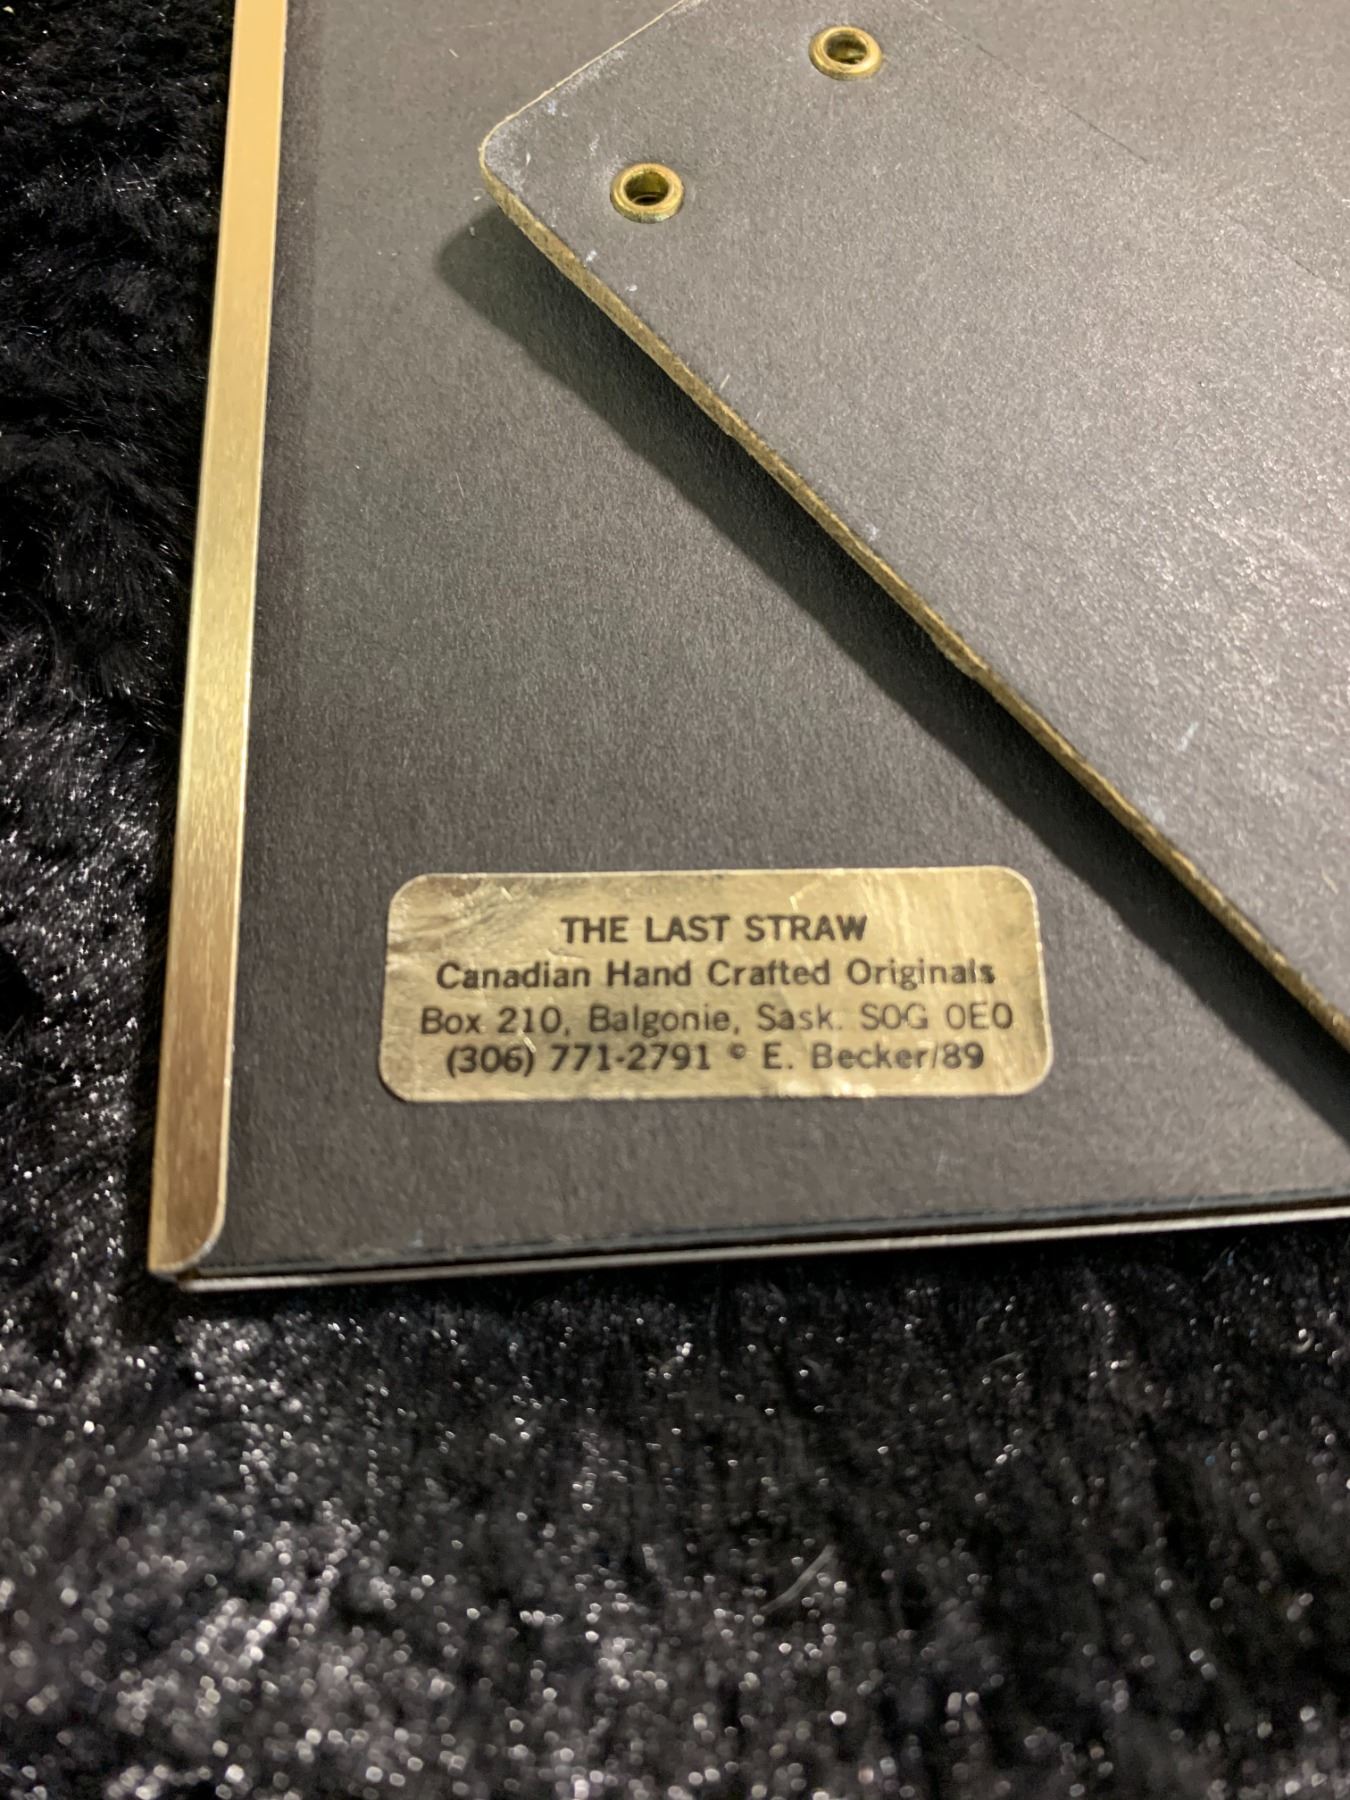 THE LAST STRAW
Canadian Hand Crafted Originals
Box 210, Balgonie, Sask. S0G 0E0
(306) 771-2791 © E. Becker/89